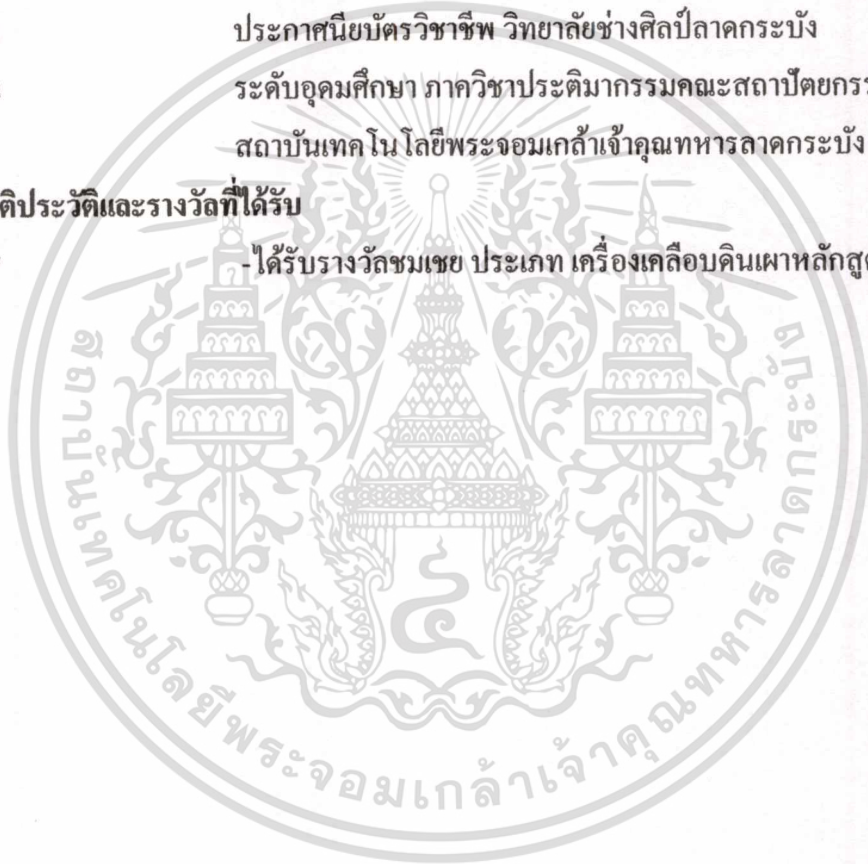 ประกาศนียบัตรวิชาชีพ วิทยาลัยช่างศิลป์ลาดกระบัง
ระดับอุดมศึกษา ภาควิชาประติมากรรมคณะสถาปัตยกรร
สถาบันเทคโนโลยีพระจอมเกล้าเจ้าคุณทหารลาดกระบัง
ติประวัติและรางวัลที่ได้รับ
-ได้รับรางวัลชมเชย ประเภท เครื่องเคลือบดินเผาหลักสูต
สถาบันเทคโนโลยีพระจอมเกล้าเจ้าคุณทหารลาดกระบัง